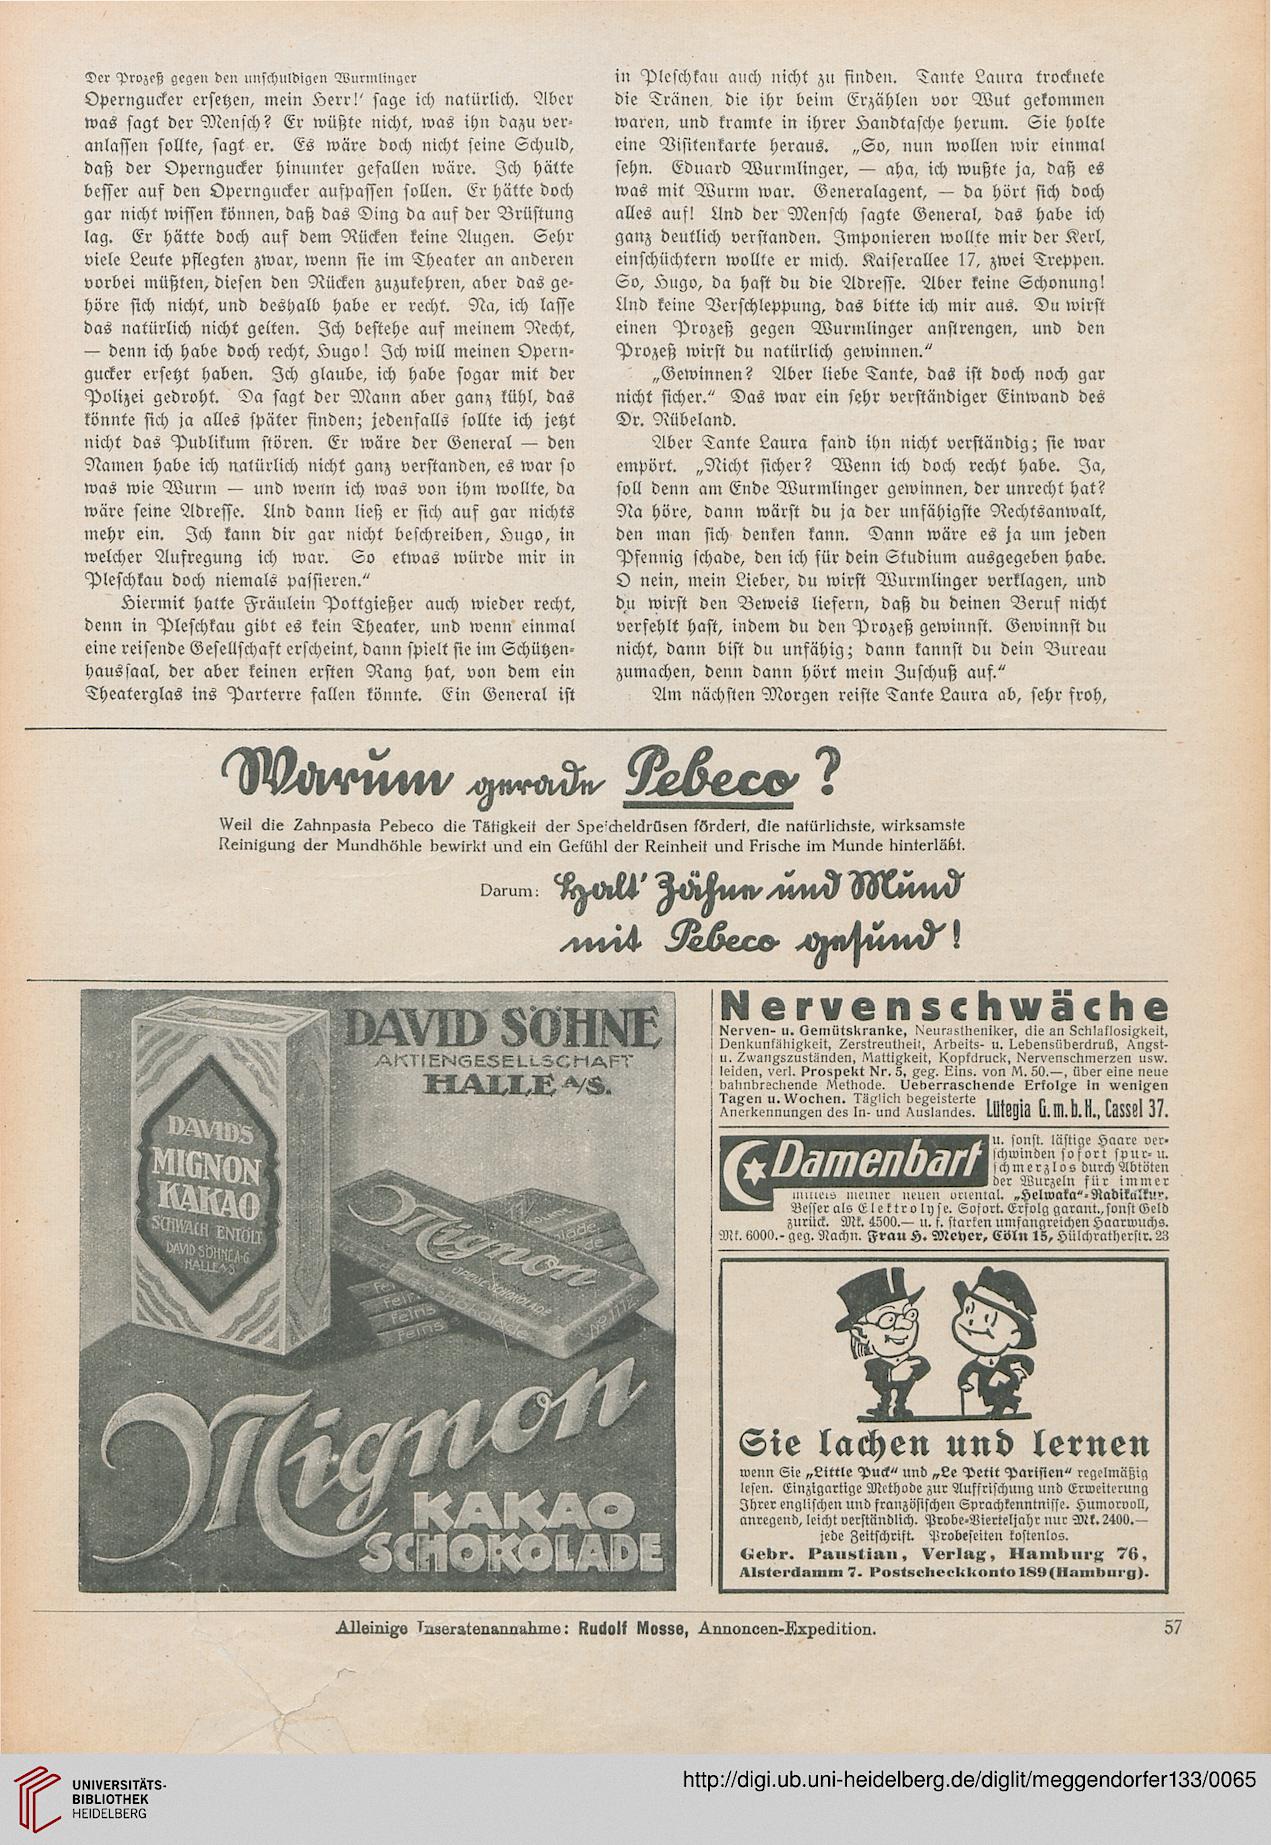 Der Prozeß gegen den unschuldigen Wurmlinger
Operngucker ersetzen, mein Herr!' sage ich natürlich. Aber
was sagt der Mensch? Er wüßte nicht, was ihn dazu ver-
anlassen sollte, sagt er. Es wäre doch nicht seine Schuld,
daß der Operngucker hinunter gefallen wäre. Ich hätte
besser auf den Operngucker aufpassen sollen. Er hätte doch
gar nicht wissen können, daß das Ding da auf der Brüstung
lag. Er hätte doch auf dem Rücken keine Augen. Sehr
viele Leute pflegten zwar, wenn sie im Theater an anderen
vorbei müßten, diesen den Rücken zuzukehren, aber das ge-
höre sich nicht, und deshalb habe er recht. Na, ich lasse
das natürlich nicht gelten. Ich bestehe auf meinem Recht,
— denn ich habe doch recht, Hugo! Ich will meinen Opern-
gucker ersetzt haben. Ich glaube, ich habe sogar mit der
Polizei gedroht. Da sagt der Mann aber ganz kühl, das
könnte sich ja alles später finden; jedenfalls sollte ich jetzt
nicht das Publikum stören. Er wäre der General — den
Namen habe ich natürlich nicht ganz verstanden, es war so
was wie Wurm — und wenn ich was von ihm wollte, da
wäre seine Adresse. Und dann ließ er sich auf gar nichts
mehr ein. Ich kann dir gar nicht beschreiben, Hugo, in
welcher Aufregung ich war. So etwas würde mir in
Pleschkau doch niemals passieren.“
Hiermit hatte Fräulein Pottgießer auch wieder recht,
denn in Pleschkau gibt es kein Theater, und wenn einmal
eine reisende Gesellschaft erscheint, dann spielt sie im Schützen-
haussaal, der aber keinen ersten Rang hat, von dem ein
Theaterglas ins Parterre fallen könnte. Ein General ist
in Pleschkau auch nicht zu finden. Tante Laura trocknete
die Tränen, die ihr beim Erzählen vor Wut gekommen
waren, und kramte in ihrer Handtasche herum. Sie holte
eine Visitenkarte heraus. „So, nun wollen wir einmal
sehn. Eduard Wurmlinger, — aha, ich wußte ja, daß es
was mit Wurm war. Generalagent, — da hört sich doch
alles auf! Und der Mensch sagte General, das habe ich
ganz deutlich verstanden. Imponieren wollte mir der Kerl,
einschüchtern wollte er mich. Kaiserallee 17, zwei Treppen.
So, Hugo, da hast du die Adresse. Aber keine Schonung!
Und keine Verschleppung, das bitte ich mir aus. Du wirst
einen Prozeß gegen Wurmlinger anstrengen, und den
Prozeß wirst du natürlich gewinnen.“
„Gewinnen? Aber liebe Tante, das ist doch noch gar
nicht sicher.“ Das war ein sehr verständiger Einwand des
Dr. Rübeland.
Aber Tante Laura fand ihn nicht verständig; sie war
empört. „Nicht sicher? Wenn ich doch recht habe. Ja,
soll denn am Ende Wurmlinger gewinnen, der unrecht hat?
Na höre, dann wärst du ja der unfähigste Rechtsanwalt,
den man sich denken kann. Dann wäre es ja um jeden
Pfennig schade, den ich für dein Studium ausgegeben habe.
O nein, mein Lieber, du wirst Wurmlinger verklagen, und
du wirst den Beweis liefern, daß du deinen Beruf nicht
verfehlt hast, indem du den Prozeß gewinnst. Gewinnst du
nicht, dann bist du unfähig; dann kannst du dein Bureau
zumachen, denn dann hört mein Zuschuß auf.“
Am nächsten Morgen reiste Tante Laura ab, sehr froh,
Warum gerade Pebeco?
Weil die Zahnpasta Pebeco die Tätigkeit der Speicheldrüsen fördert, die natürlichste, wirksamste
Reinigung der Mundhöhle bewirkt und ein Gefühl der Reinheit und Frische im Munde hinterläßt.
Darum: Halt' Zähne und Mund
mit Pebeco gesund!
DAVID SÖHNE
AKTIENGESELLSCHAFT
HALLE A/S.
DAVIDS
MIGNON
KAKAO
SCHWACH ENTÖLT
DAVID SÖHNE A-G
HALLE A/S
Mignon
Feins
Feins
Mignon
KAKAO
SCHOKOLADE
Nervenschwäche
Nerven- u. Gemütskranke, Neurastheniker, die an Schlaflosigkeit,
Denkunfähigkeit, Zerstreutheit, Arbeits- u. Lebensüberdruß, Angst-
u. Zwangszuständen, Mattigkeit, Kopfdruck, Nervenschmerzen usw.
leiden, verl. Prospekt Nr. 5, geg. Eins. von M. 50.—, über eine neue
bahnbrechende Methode. Ueberraschende Erfolge in wenigen
Tagen u. Wochen. Täglich begeisterte
Anerkennungen des In- und Auslandes. Lütegia G. m. b. H., Cassel 37.
Damenbart u. sonst. lästige Haare ver-
schwinden sofort spur- u.
schmerzlos durch Abtöten
der Wurzeln für immer
mittels meiner neuen oriental. „Helwaka“-Radikalkur.
Besser als Elektrolyse. Sofort. Erfolg garant., sonst Geld
zurück. Mk. 4500.— u. f. starken umfangreichen Haarwuchs.
Mk. 6000.- geg. Nachn. Frau H. Meyer, Cöln 15, Hülchratherstr. 23
Sie lachen und lernen
wenn Sie „Little Puck“ und „Le Petit Parisien“ regelmäßig
lesen. Einzigartige Methode zur Auffrischung und Erweiterung
Ihrer englischen und französischen Sprachkenntnisse. Humorvoll,
anregend, leicht verständlich. Probe-Vierteljahr nur Mk. 2400.—
jede Zeitschrift. Probeseiten kostenlos.
Gebr. Paustian, Verlag, Hamburg 76,
Alsterdamm 7. Postscheckkonto 189 (Hamburg).
Alleinige Inseratenannahme: Rudolf Mosse, Annoncen-Expedition.
57
UNIVERSITÄTS-
BIBLIOTHEK
HEIDELBERG
http://digi.ub.uni-heidelberg.de/diglit/meggendorfer133/0065